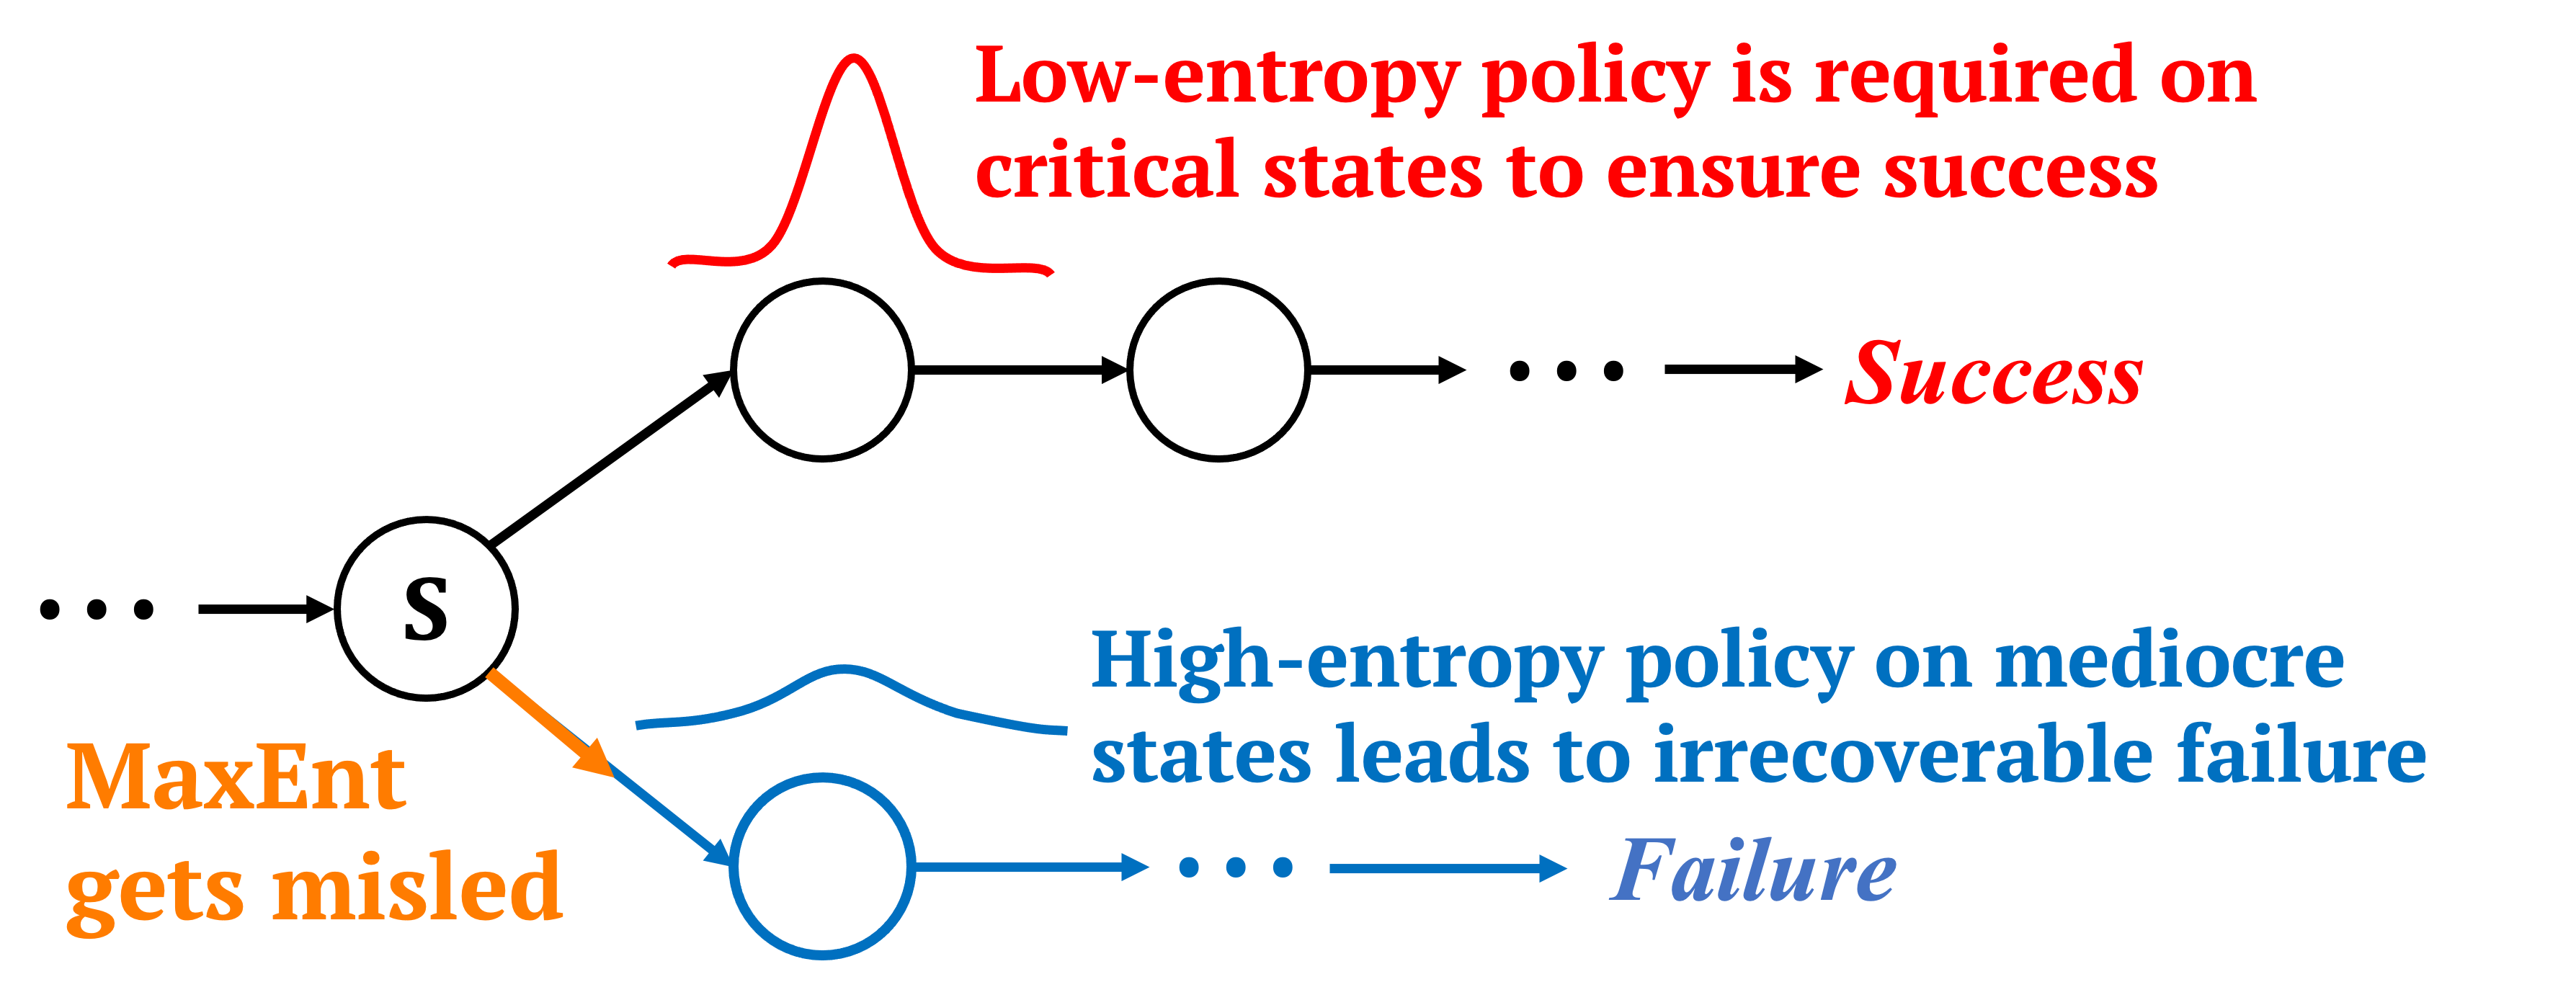 Low-entropy policy is required on
critical states to ensure success
Success
S
MaxEnt
gets misled
High-entropy policy on mediocre
states leads to irrecoverable failure
Failure